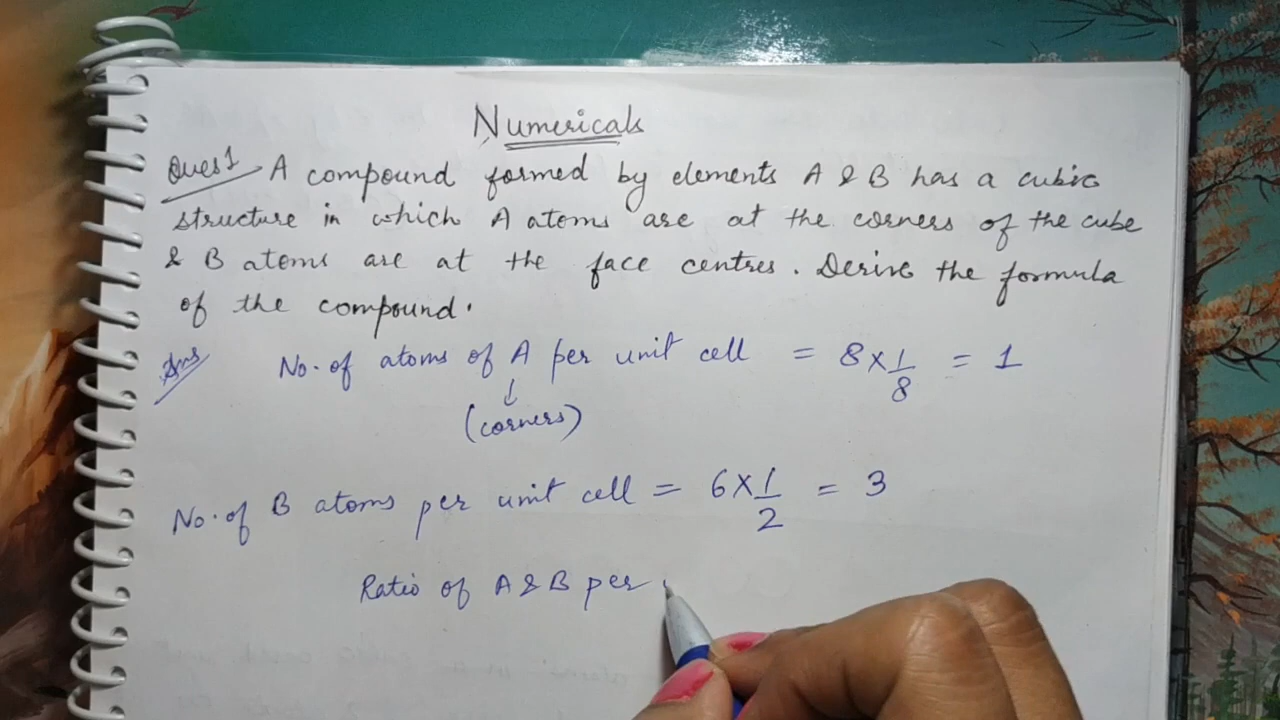 Numericals
Ques1 A compound formed by elements A & B has a cubic
structure in which A atoms are at the corners of the cube
& B atoms are at the face centres. Derive the formula
of the compound.
Ans No. of atoms of A per unit cell = 8 × 1/8 = 1
↓
(corners)
No. of B atoms per unit cell = 6 × 1/2 = 3
Ratio of A & B per